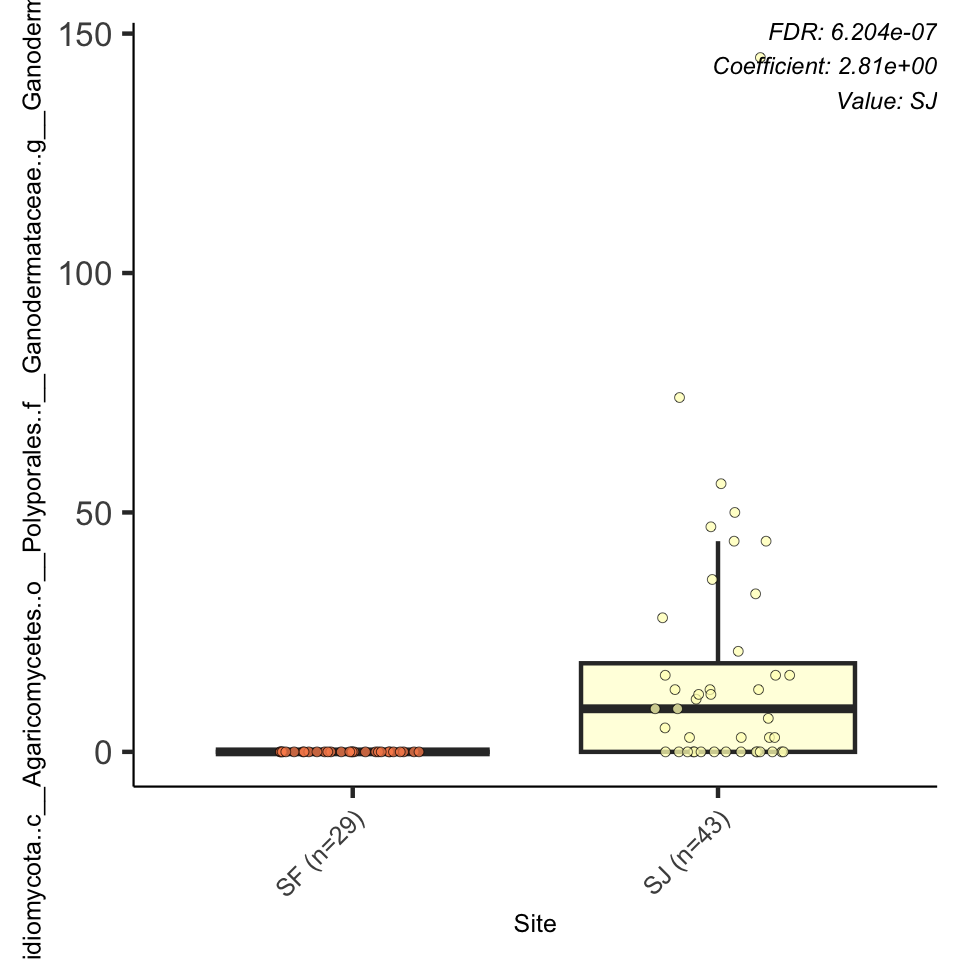 idiomycota..c__Agaricomycetes..o__Polyporales..f__Ganodermataceae..g__Ganoderm
150
100
50
0
FDR: 6.204e-07
Coefficient: 2.81e+00
Value: SJ
SF (n=29)
SJ (n=43)
Site